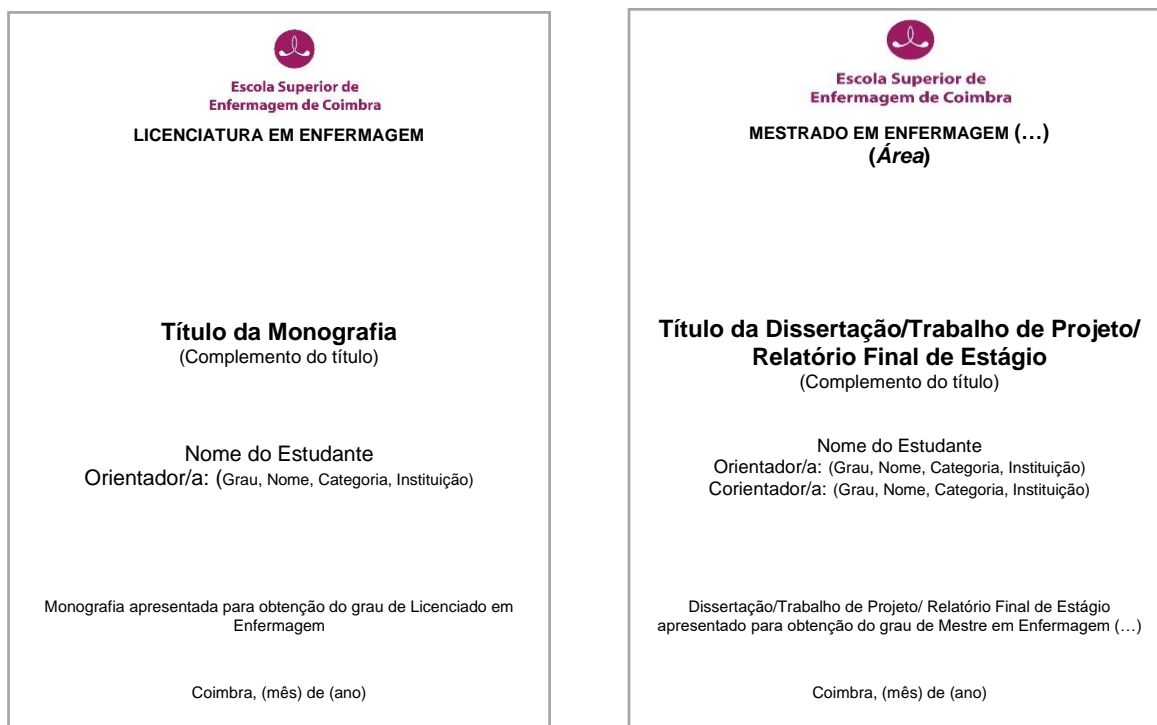 Escola Superior de
Enfermagem de Coimbra
LICENCIATURA EM ENFERMAGEM
Título da Monografia
(Complemento do título)
Nome do Estudante
Orientador/a: (Grau, Nome, Categoria, Instituição)
Monografia apresentada para obtenção do grau de Licenciado em
Enfermagem
Coimbra, (mês) de (ano)
Escola Superior de
Enfermagem de Coimbra
MESTRADO EM ENFERMAGEM (...)
(Área)
Título da Dissertação/Trabalho de Projeto/
Relatório Final de Estágio
(Complemento do título)
Nome do Estudante
Orientador/a: (Grau, Nome, Categoria, Instituição)
Corientador/a: (Grau, Nome, Categoria, Instituição)
Dissertação/Trabalho de Projeto/ Relatório Final de Estágio
apresentado para obtenção do grau de Mestre em Enfermagem (...)
Coimbra, (mês) de (ano)